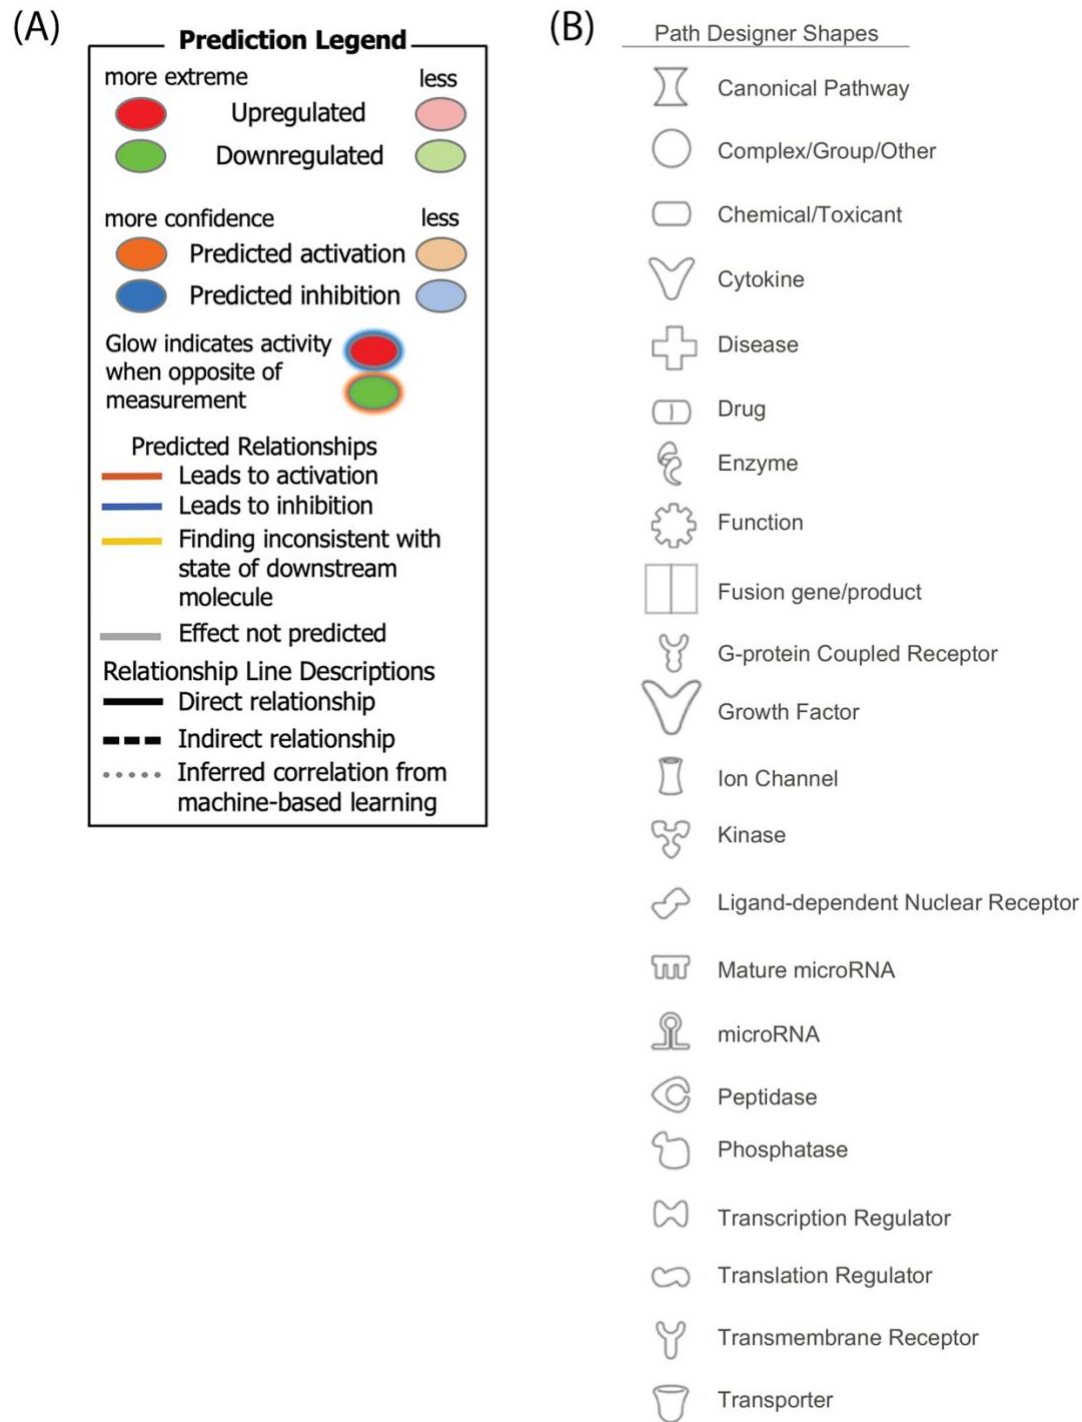 (A)
Prediction Legend
more extreme less
Upregulated
Downregulated
more confidence less
Predicted activation
Predicted inhibition
Glow indicates activity
when opposite of
measurement
Predicted Relationships
Leads to activation
Leads to inhibition
Finding inconsistent with
state of downstream
molecule
Effect not predicted
Relationship Line Descriptions
Direct relationship
Indirect relationship
Inferred correlation from
machine-based learning
(B)
Path Designer Shapes
Canonical Pathway
Complex/Group/Other
Chemical/Toxicant
Cytokine
Disease
Drug
Enzyme
Function
Fusion gene/product
G-protein Coupled Receptor
Growth Factor
Ion Channel
Kinase
Ligand-dependent Nuclear Receptor
Mature microRNA
microRNA
Peptidase
Phosphatase
Transcription Regulator
Translation Regulator
Transmembrane Receptor
Transporter